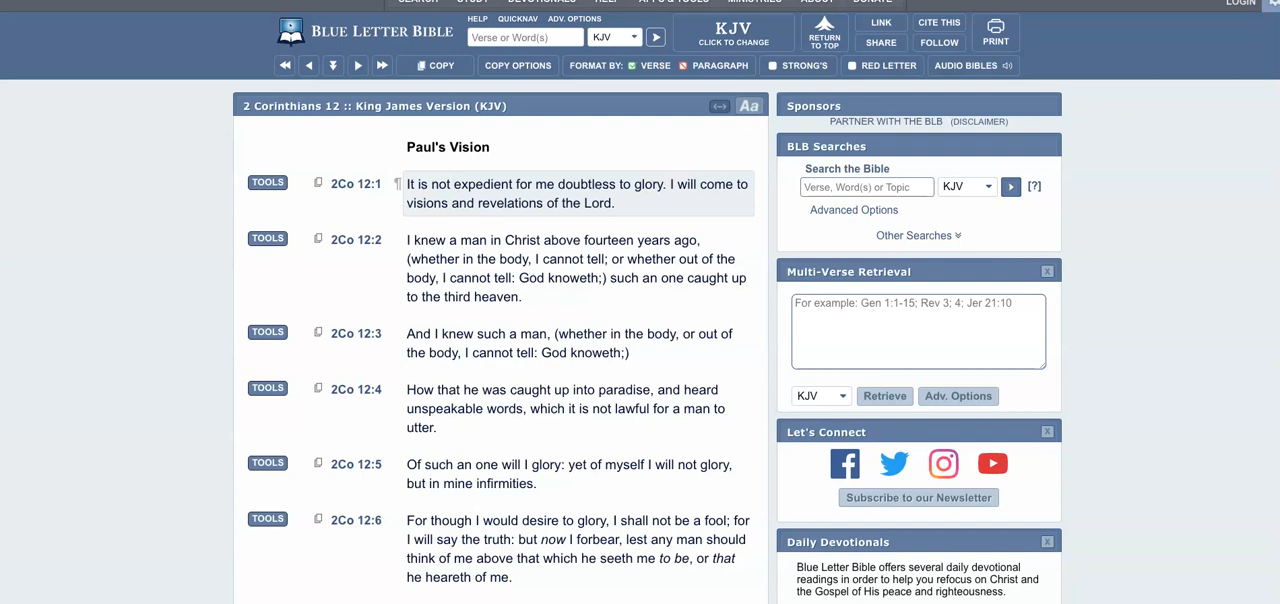 SEARCH STUDY DEVOTIONALS HELP APPS & TOOLS MINISTRIES ABOUT DONATE LOGIN
HELP QUICKNAV ADV. OPTIONS
BLUE LETTER BIBLE
Verse or Word(s) KJV
KJV
CLICK TO CHANGE
RETURN
TO TOP
LINK CITE THIS
SHARE FOLLOW
PRINT
COPY COPY OPTIONS FORMAT BY: VERSE PARAGRAPH STRONG'S RED LETTER AUDIO BIBLES
2 Corinthians 12 :: King James Version (KJV) Aa
Paul's Vision
TOOLS 2Co 12:1 ¶ It is not expedient for me doubtless to glory. I will come to
visions and revelations of the Lord.
TOOLS 2Co 12:2 I knew a man in Christ above fourteen years ago,
(whether in the body, I cannot tell; or whether out of the
body, I cannot tell: God knoweth;) such an one caught up
to the third heaven.
TOOLS 2Co 12:3 And I knew such a man, (whether in the body, or out of
the body, I cannot tell: God knoweth;)
TOOLS 2Co 12:4 How that he was caught up into paradise, and heard
unspeakable words, which it is not lawful for a man to
utter.
TOOLS 2Co 12:5 Of such an one will I glory: yet of myself I will not glory,
but in mine infirmities.
TOOLS 2Co 12:6 For though I would desire to glory, I shall not be a fool; for
I will say the truth: but now I forbear, lest any man should
think of me above that which he seeth me to be, or that
he heareth of me.
Sponsors
PARTNER WITH THE BLB (DISCLAIMER)
BLB Searches
Search the Bible
Verse, Word(s) or Topic KJV [?]
Advanced Options
Other Searches
Multi-Verse Retrieval X
For example: Gen 1:1-15; Rev 3; 4; Jer 21:10
KJV Retrieve Adv. Options
Let's Connect X
Subscribe to our Newsletter
Daily Devotionals X
Blue Letter Bible offers several daily devotional
readings in order to help you refocus on Christ and
the Gospel of His peace and righteousness.